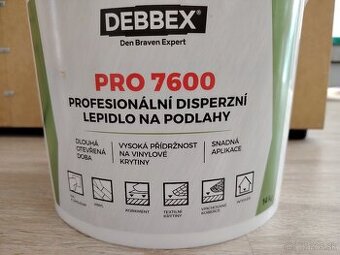 DEBBEX®
Den Braven Expert
PRO 7600
PROFESIONÁLNÍ DISPERZNÍ
LEPIDLO NA PODLAHY
DLOUHÁ
OTEVŘENÁ
DOBA
VYSOKÁ PŘÍDRŽNOST
NA VINYLOVÉ
KRYTINY
SNADNÁ
APLIKACE
KOBERCE
TEXTILNÍ
KRYTINY